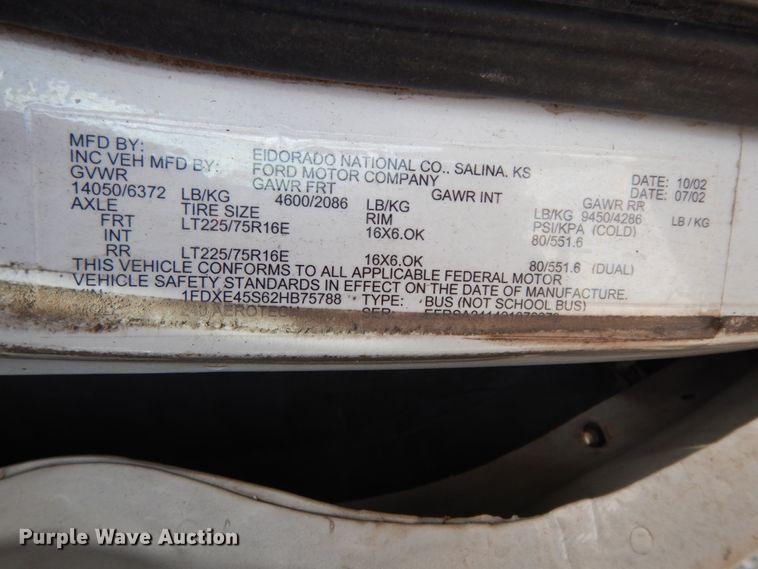 MFD BY: EIDORADO NATIONAL CO.. SALINA. KS DATE: 10/02
INC VEH MFD BY: FORD MOTOR COMPANY DATE: 07/02
GVWR GAWR FRT GAWR INT GAWR RR
14050/6372 LB/KG 4600/2086 LB/KG LB/KG 9450/4286 LB / KG
AXLE TIRE SIZE RIM PSI/KPA (COLD)
FRT LT225/75R16E 16X6.OK 80/551.6
INT
RR LT225/75R16E 16X6.OK 80/551.6 (DUAL)
THIS VEHICLE CONFORMS TO ALL APPLICABLE FEDERAL MOTOR
VEHICLE SAFETY STANDARDS IN EFFECT ON THE DATE OF MANUFACTURE.
1FDXE45S62HB75788 TYPE: BUS (NOT SCHOOL BUS)
AEROTECH
Purple Wave Auction